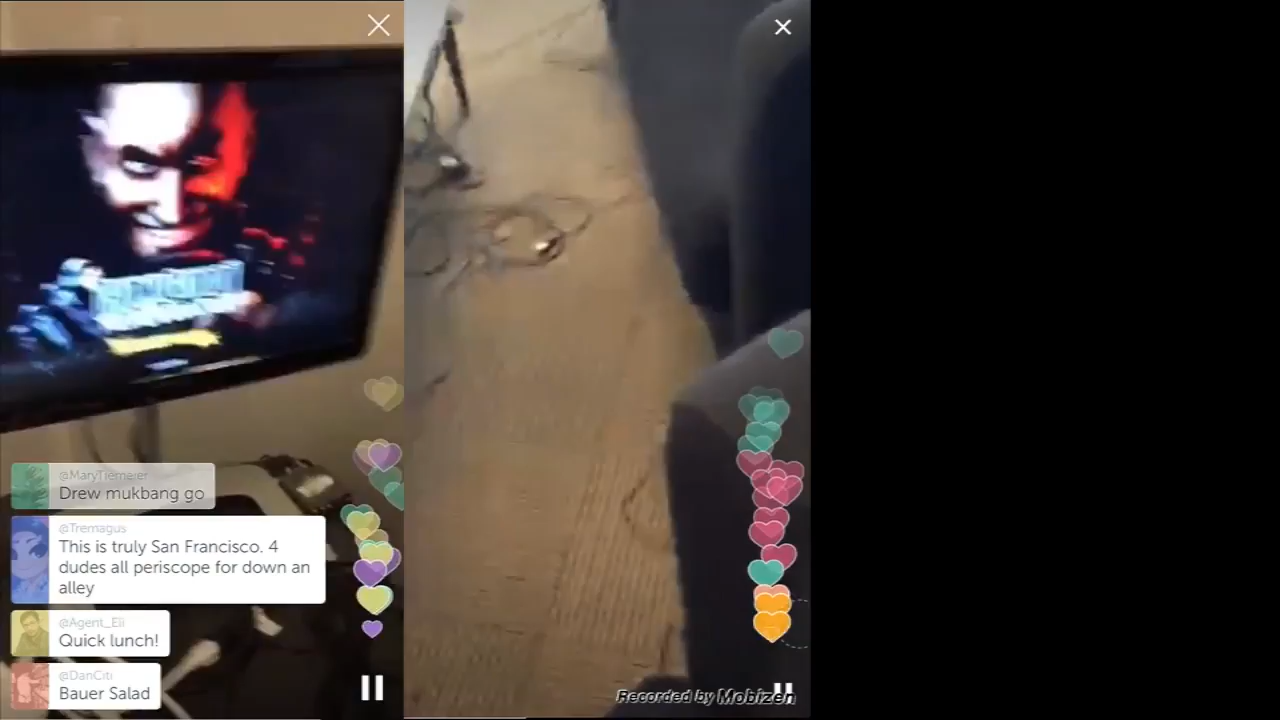 @MaryTiemeier
Drew mukbang go
@Tremagus
This is truly San Francisco. 4
dudes all periscope for down an
alley
@Agent_Eli
Quick lunch!
@DanCiti
Bauer Salad
Recorded by Mobizen